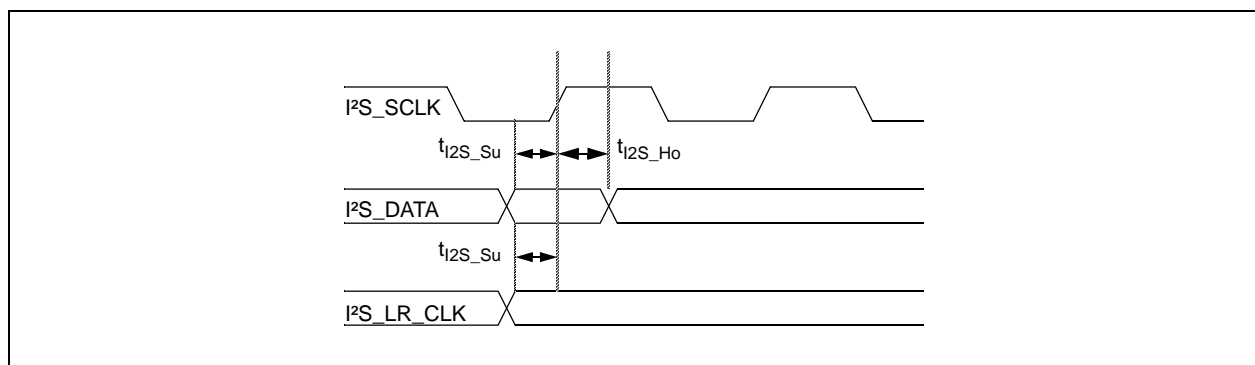 I²S_SCLK
tI2S_Su
tI2S_Ho
I²S_DATA
tI2S_Su
I²S_LR_CLK